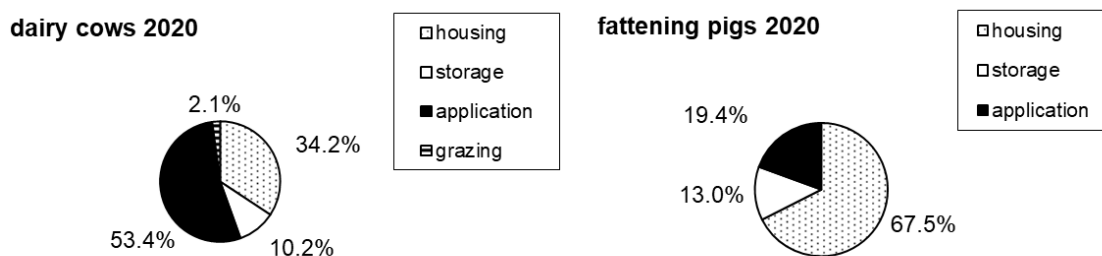 dairy cows 2020
housing
storage
application
grazing
2.1%
34.2%
53.4%
10.2%
fattening pigs 2020
housing
storage
application
19.4%
13.0%
67.5%